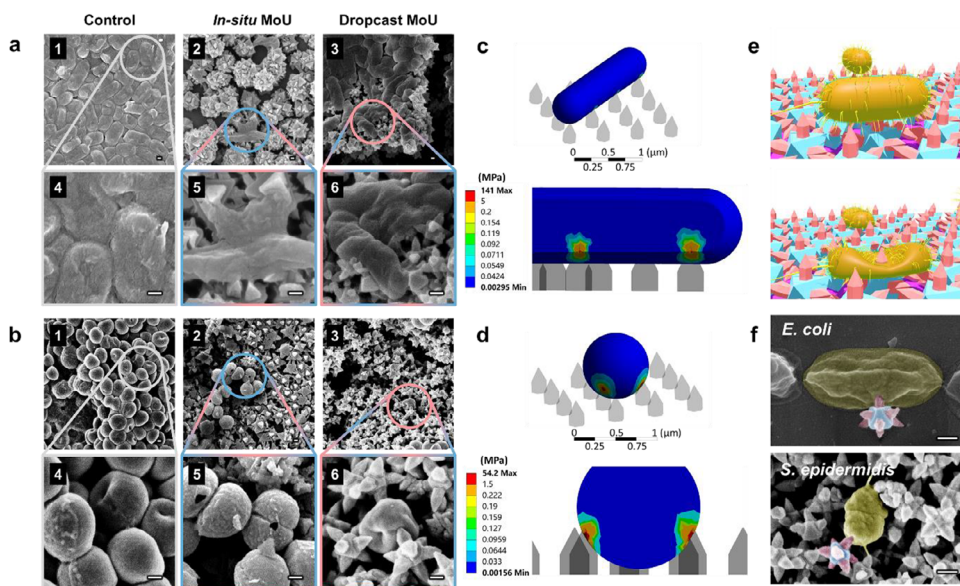 Control
In-situ MoU
Dropcast MoU
a
1
2
3
4
5
6
b
1
2
3
4
5
6
c
0 0.5 1 (µm)
0.25 0.75
(MPa)
141 Max
5
0.2
0.154
0.119
0.092
0.0711
0.0549
0.0424
0.00295 Min
d
0 0.5 1 (µm)
0.25 0.75
(MPa)
54.2 Max
1.5
0.222
0.19
0.159
0.127
0.0959
0.0644
0.033
0.00156 Min
e
f
E. coli
S. epidermidis